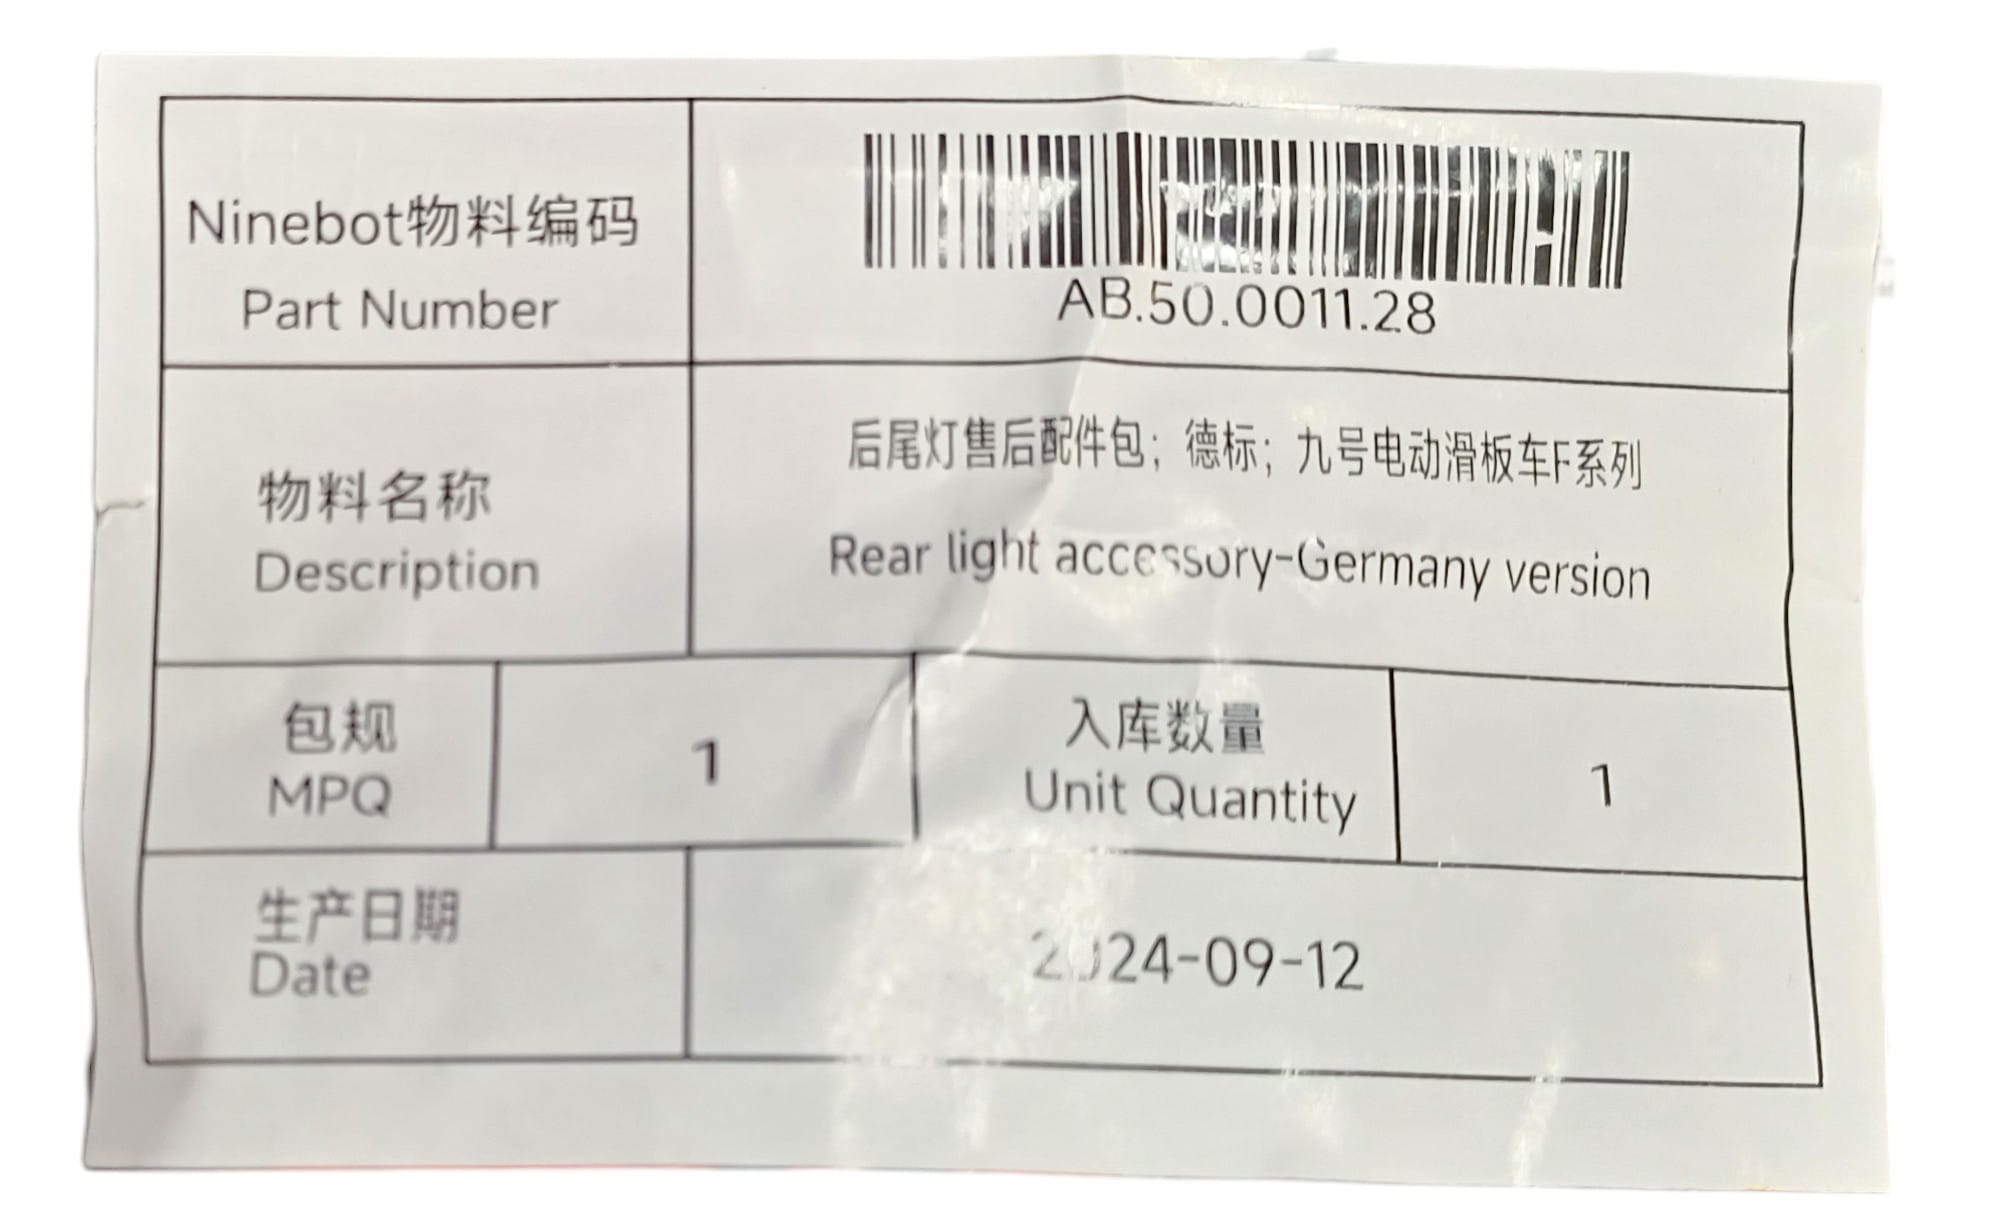 Ninebot物料编码
Part Number
AB.50.0011.28
物料名称
Description
后尾灯售后配件包；德标；九号电动滑板车F系列
Rear light accessory-Germany version
包规
MPQ
1
入库数量
Unit Quantity
1
生产日期
Date
2024-09-12